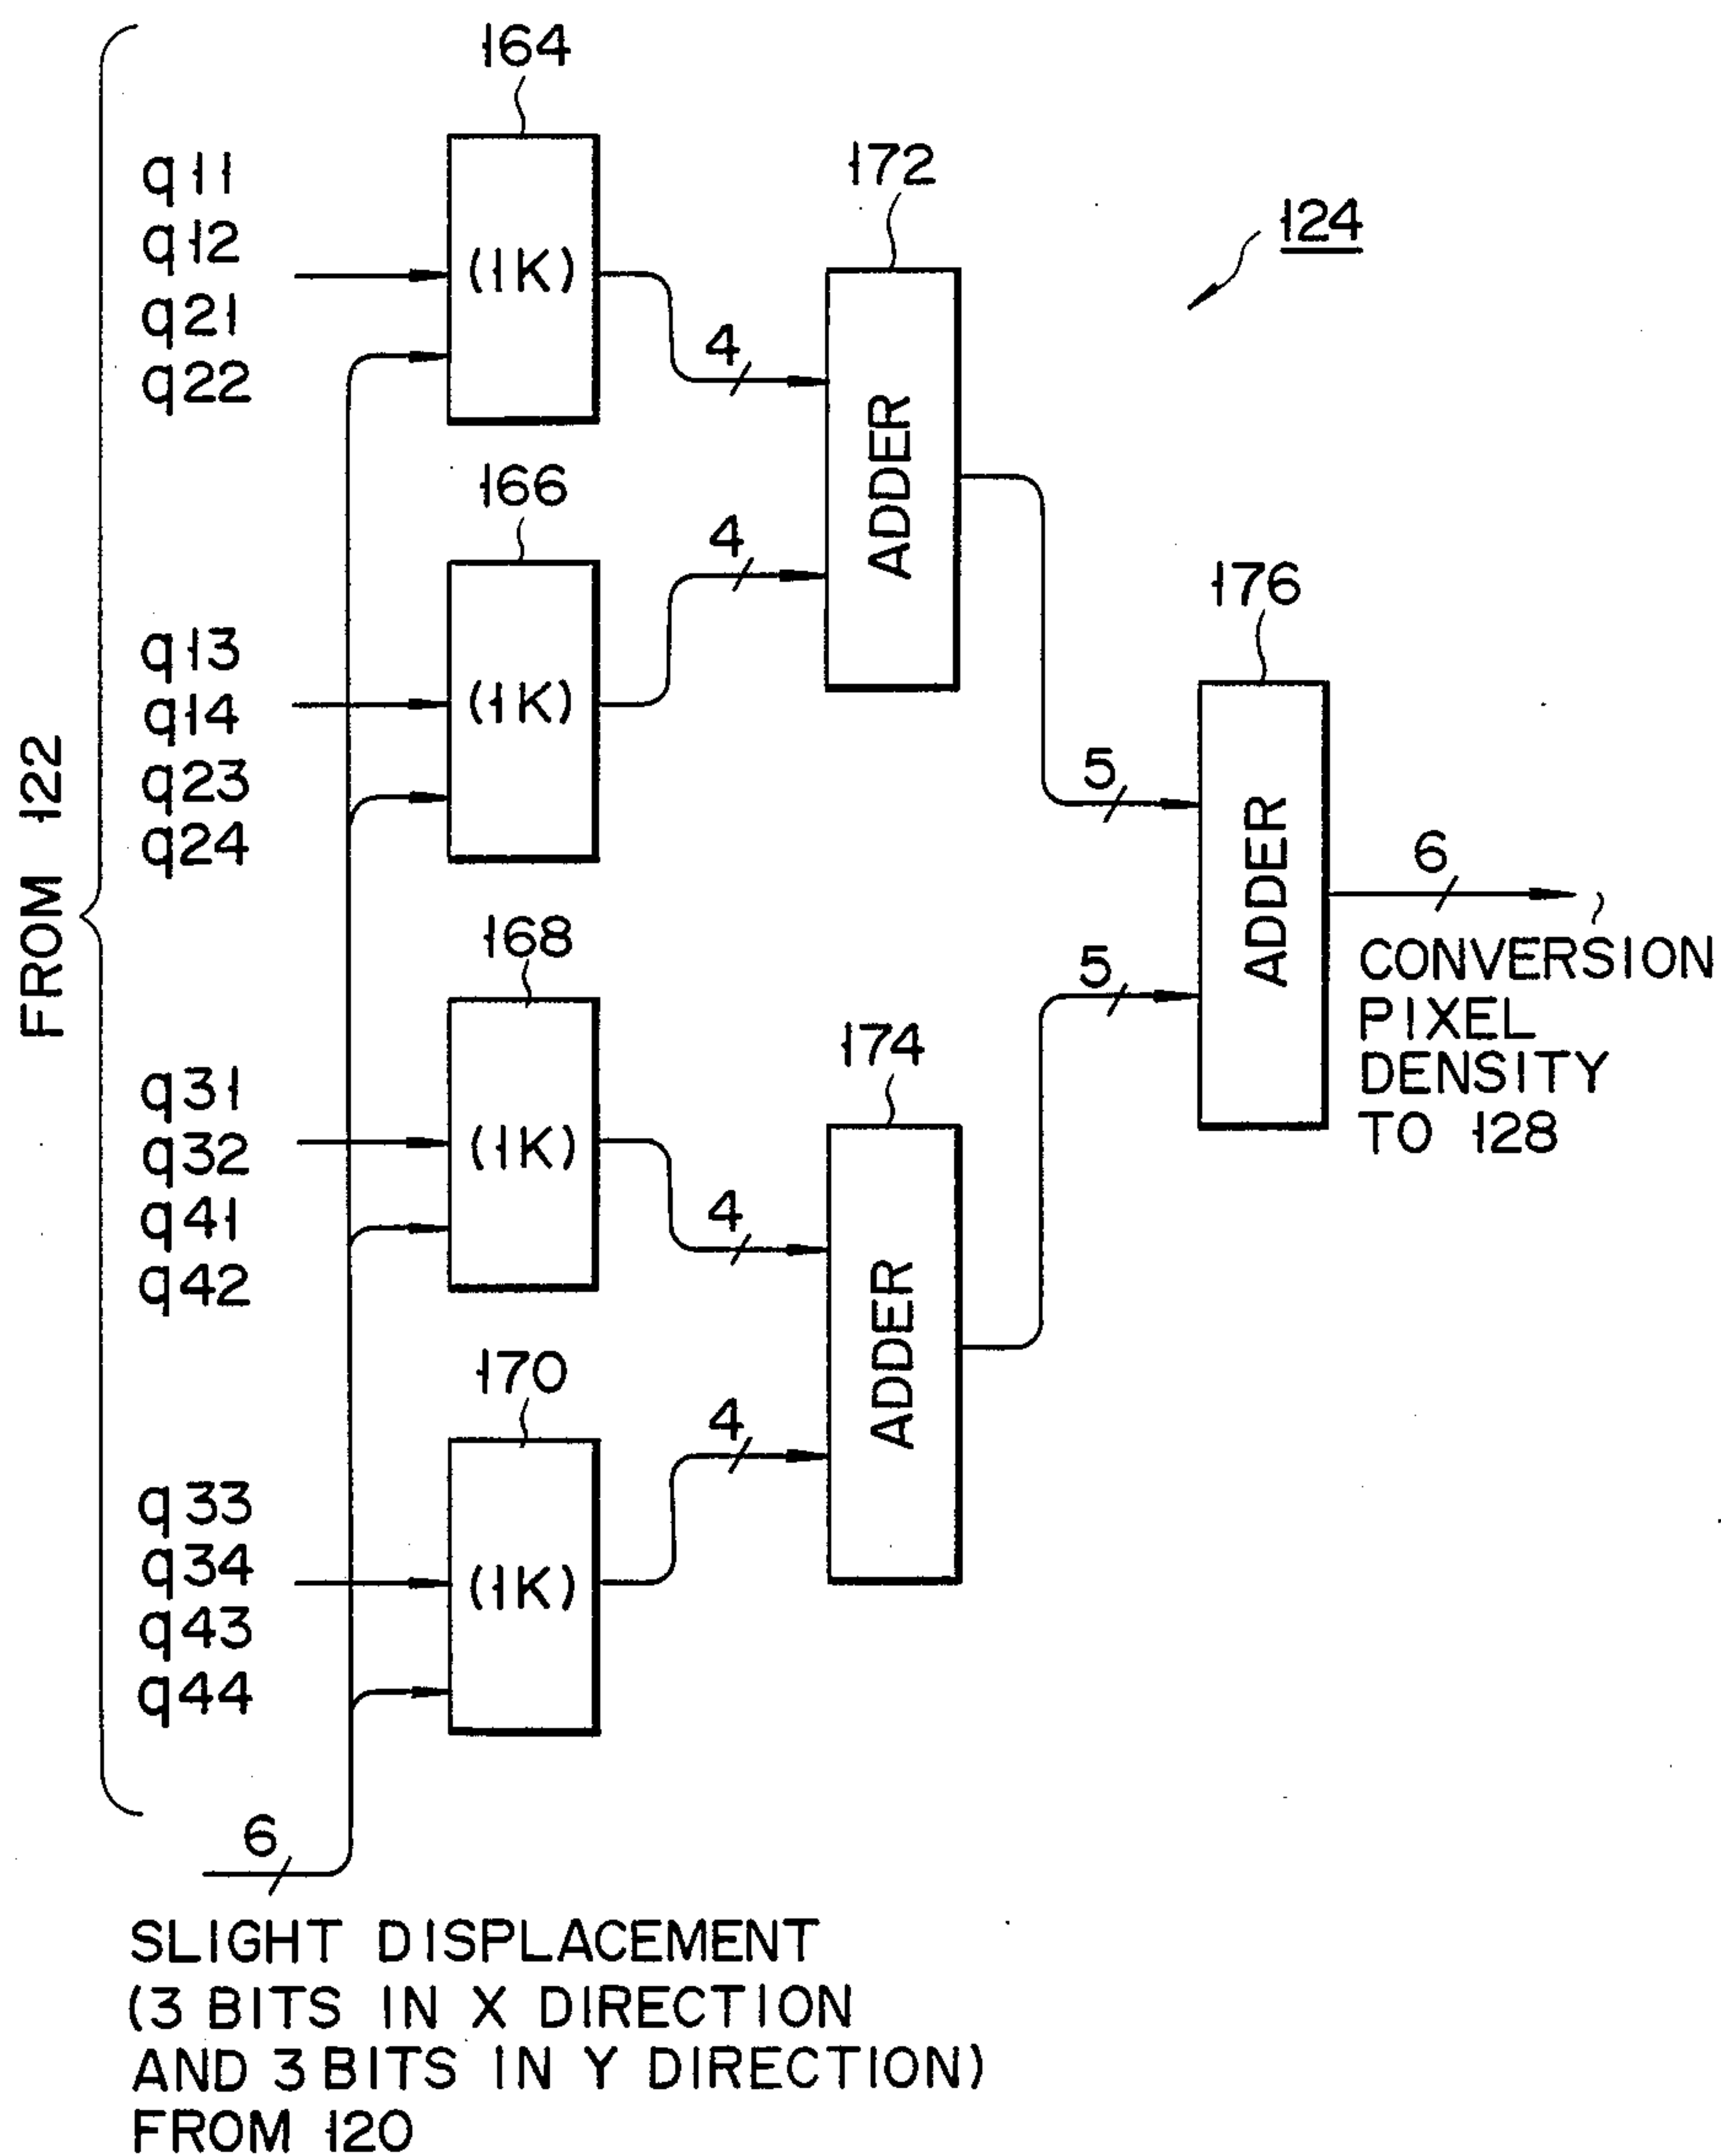 164
q11
q12
q21
q22
(1K)
4
172
ADDER
124
166
q13
q14
q23
q24
(1K)
4
FROM 122
176
ADDER
5
5
6
CONVERSION
PIXEL
DENSITY
TO 128
168
q31
q32
q41
q42
(1K)
4
174
ADDER
170
q33
q34
q43
q44
(1K)
4
6
SLIGHT DISPLACEMENT
(3 BITS IN X DIRECTION
AND 3 BITS IN Y DIRECTION)
FROM 120